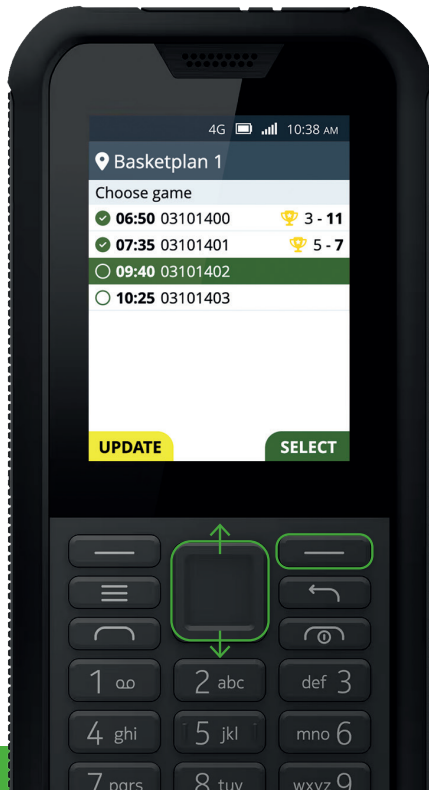 4G 10:38 AM
Basketplan 1
Choose game
06:50 03101400 3 - 11
07:35 03101401 5 - 7
09:40 03101402
10:25 03101403
UPDATE SELECT
1
2 abc
def 3
4 ghi
5 jkl
mno 6
7 pqrs
8 tuv
wxyz 9